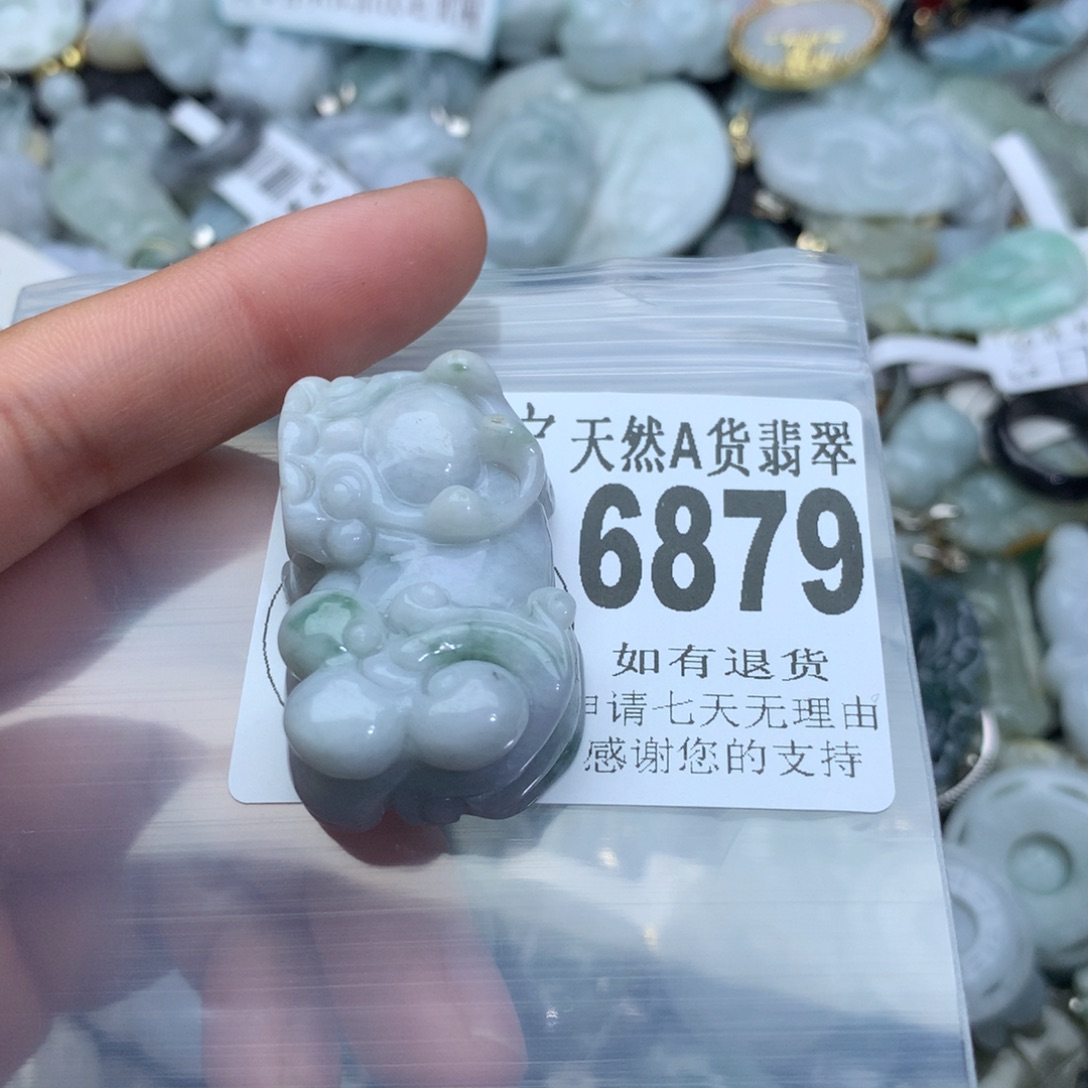 天然A货翡翠
6879
如有退货
申请七天无理由
感谢您的支持